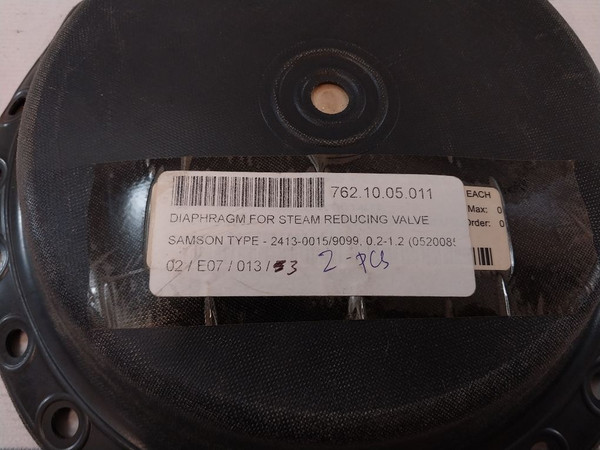 762.10.05.011
DIAPHRAGM FOR STEAM REDUCING VALVE
SAMSON TYPE - 2413-0015/9099, 0.2-1.2 (052008
02 / E07 / 013 / 53 2-pcs
EACH
Max: 0
Order: 0